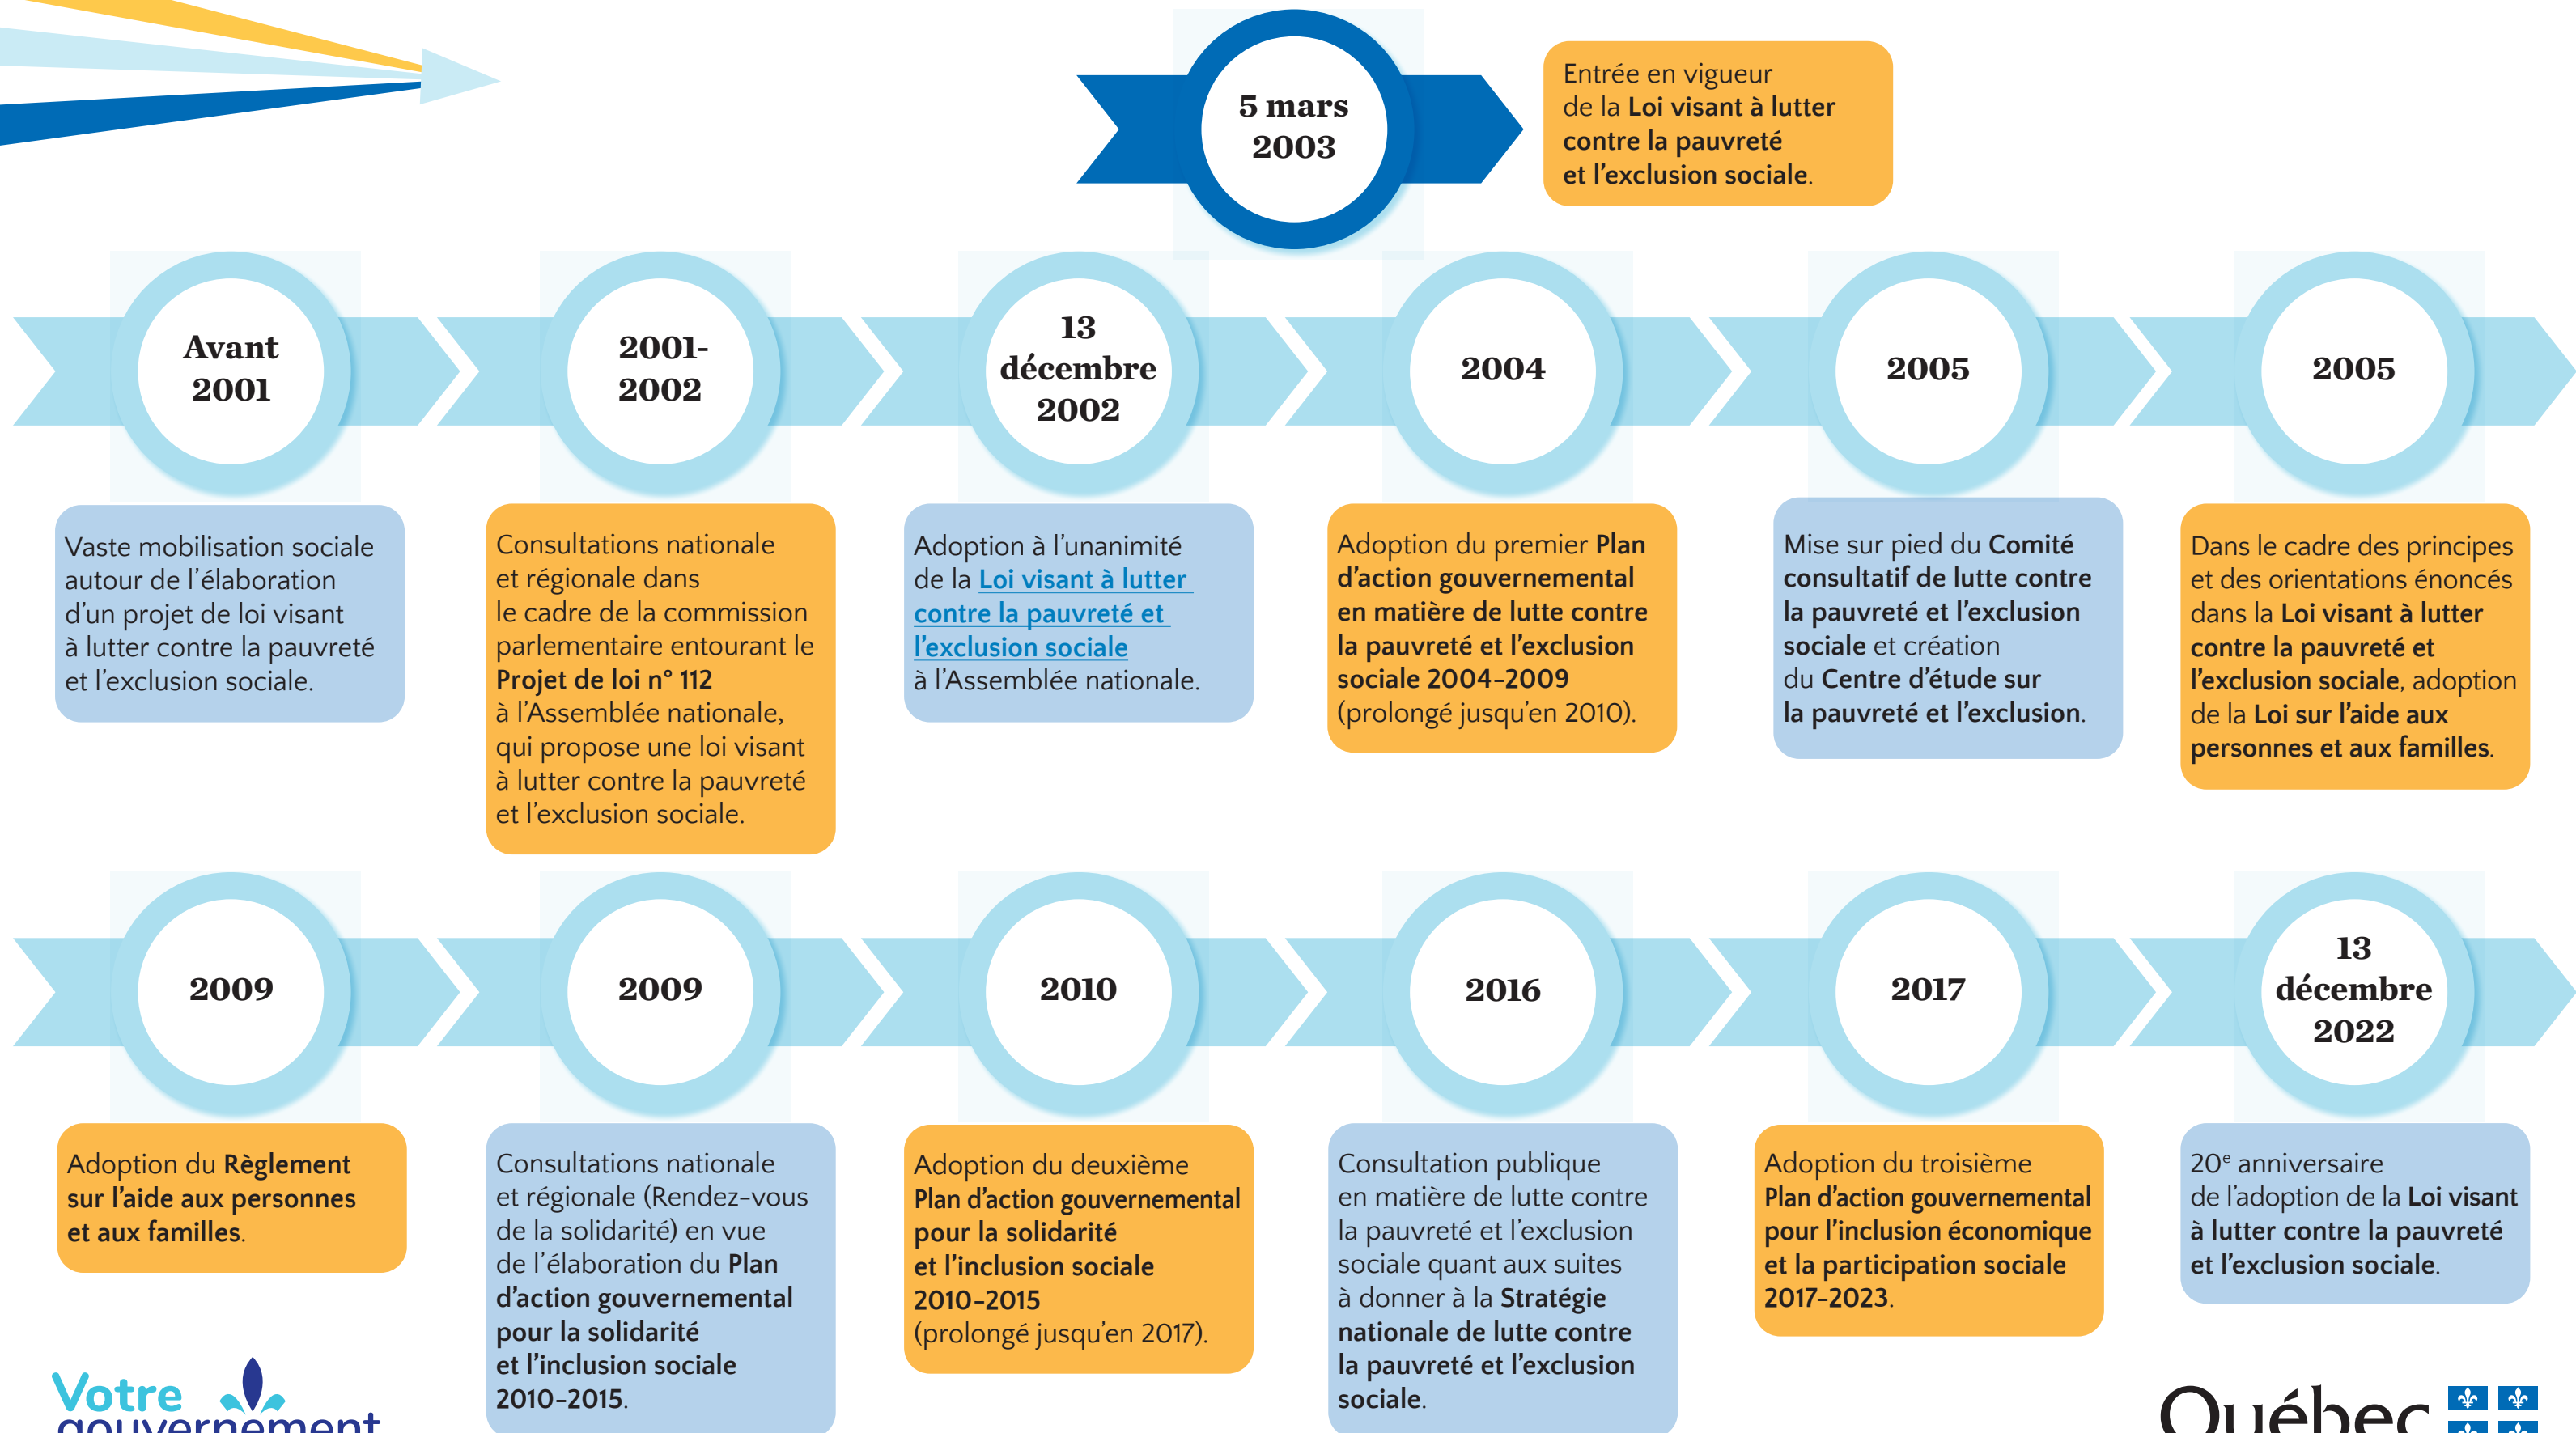 5 mars
2003
Entrée en vigueur
de la Loi visant à lutter
contre la pauvreté
et l'exclusion sociale.
Avant
2001
Vaste mobilisation sociale
autour de l'élaboration
d'un projet de loi visant
à lutter contre la pauvreté
et l'exclusion sociale.
2001-
2002
Consultations nationale
et régionale dans
le cadre de la commission
parlementaire entourant le
Projet de loi n° 112
à l'Assemblée nationale,
qui propose une loi visant
à lutter contre la pauvreté
et l'exclusion sociale.
13
décembre
2002
Adoption à l'unanimité
de la Loi visant à lutter
contre la pauvreté et
l'exclusion sociale
à l'Assemblée nationale.
2004
Adoption du premier Plan
d'action gouvernemental
en matière de lutte contre
la pauvreté et l'exclusion
sociale 2004-2009
(prolongé jusqu'en 2010).
2005
Mise sur pied du Comité
consultatif de lutte contre
la pauvreté et l'exclusion
sociale et création
du Centre d'étude sur
la pauvreté et l'exclusion.
2005
Dans le cadre des principes
et des orientations énoncés
dans la Loi visant à lutter
contre la pauvreté et
l'exclusion sociale, adoption
de la Loi sur l'aide aux
personnes et aux familles.
2009
Adoption du Règlement
sur l'aide aux personnes
et aux familles.
2009
Consultations nationale
et régionale (Rendez-vous
de la solidarité) en vue
de l'élaboration du Plan
d'action gouvernemental
pour la solidarité
et l'inclusion sociale
2010-2015.
2010
Adoption du deuxième
Plan d'action gouvernemental
pour la solidarité
et l'inclusion sociale
2010-2015
(prolongé jusqu'en 2017).
2016
Consultation publique
en matière de lutte contre
la pauvreté et l'exclusion
sociale quant aux suites
à donner à la Stratégie
nationale de lutte contre
la pauvreté et l'exclusion
sociale.
2017
Adoption du troisième
Plan d'action gouvernemental
pour l'inclusion économique
et la participation sociale
2017-2023.
13
décembre
2022
20e anniversaire
de l'adoption de la Loi visant
à lutter contre la pauvreté
et l'exclusion sociale.
Votre
gouvernement
Québec